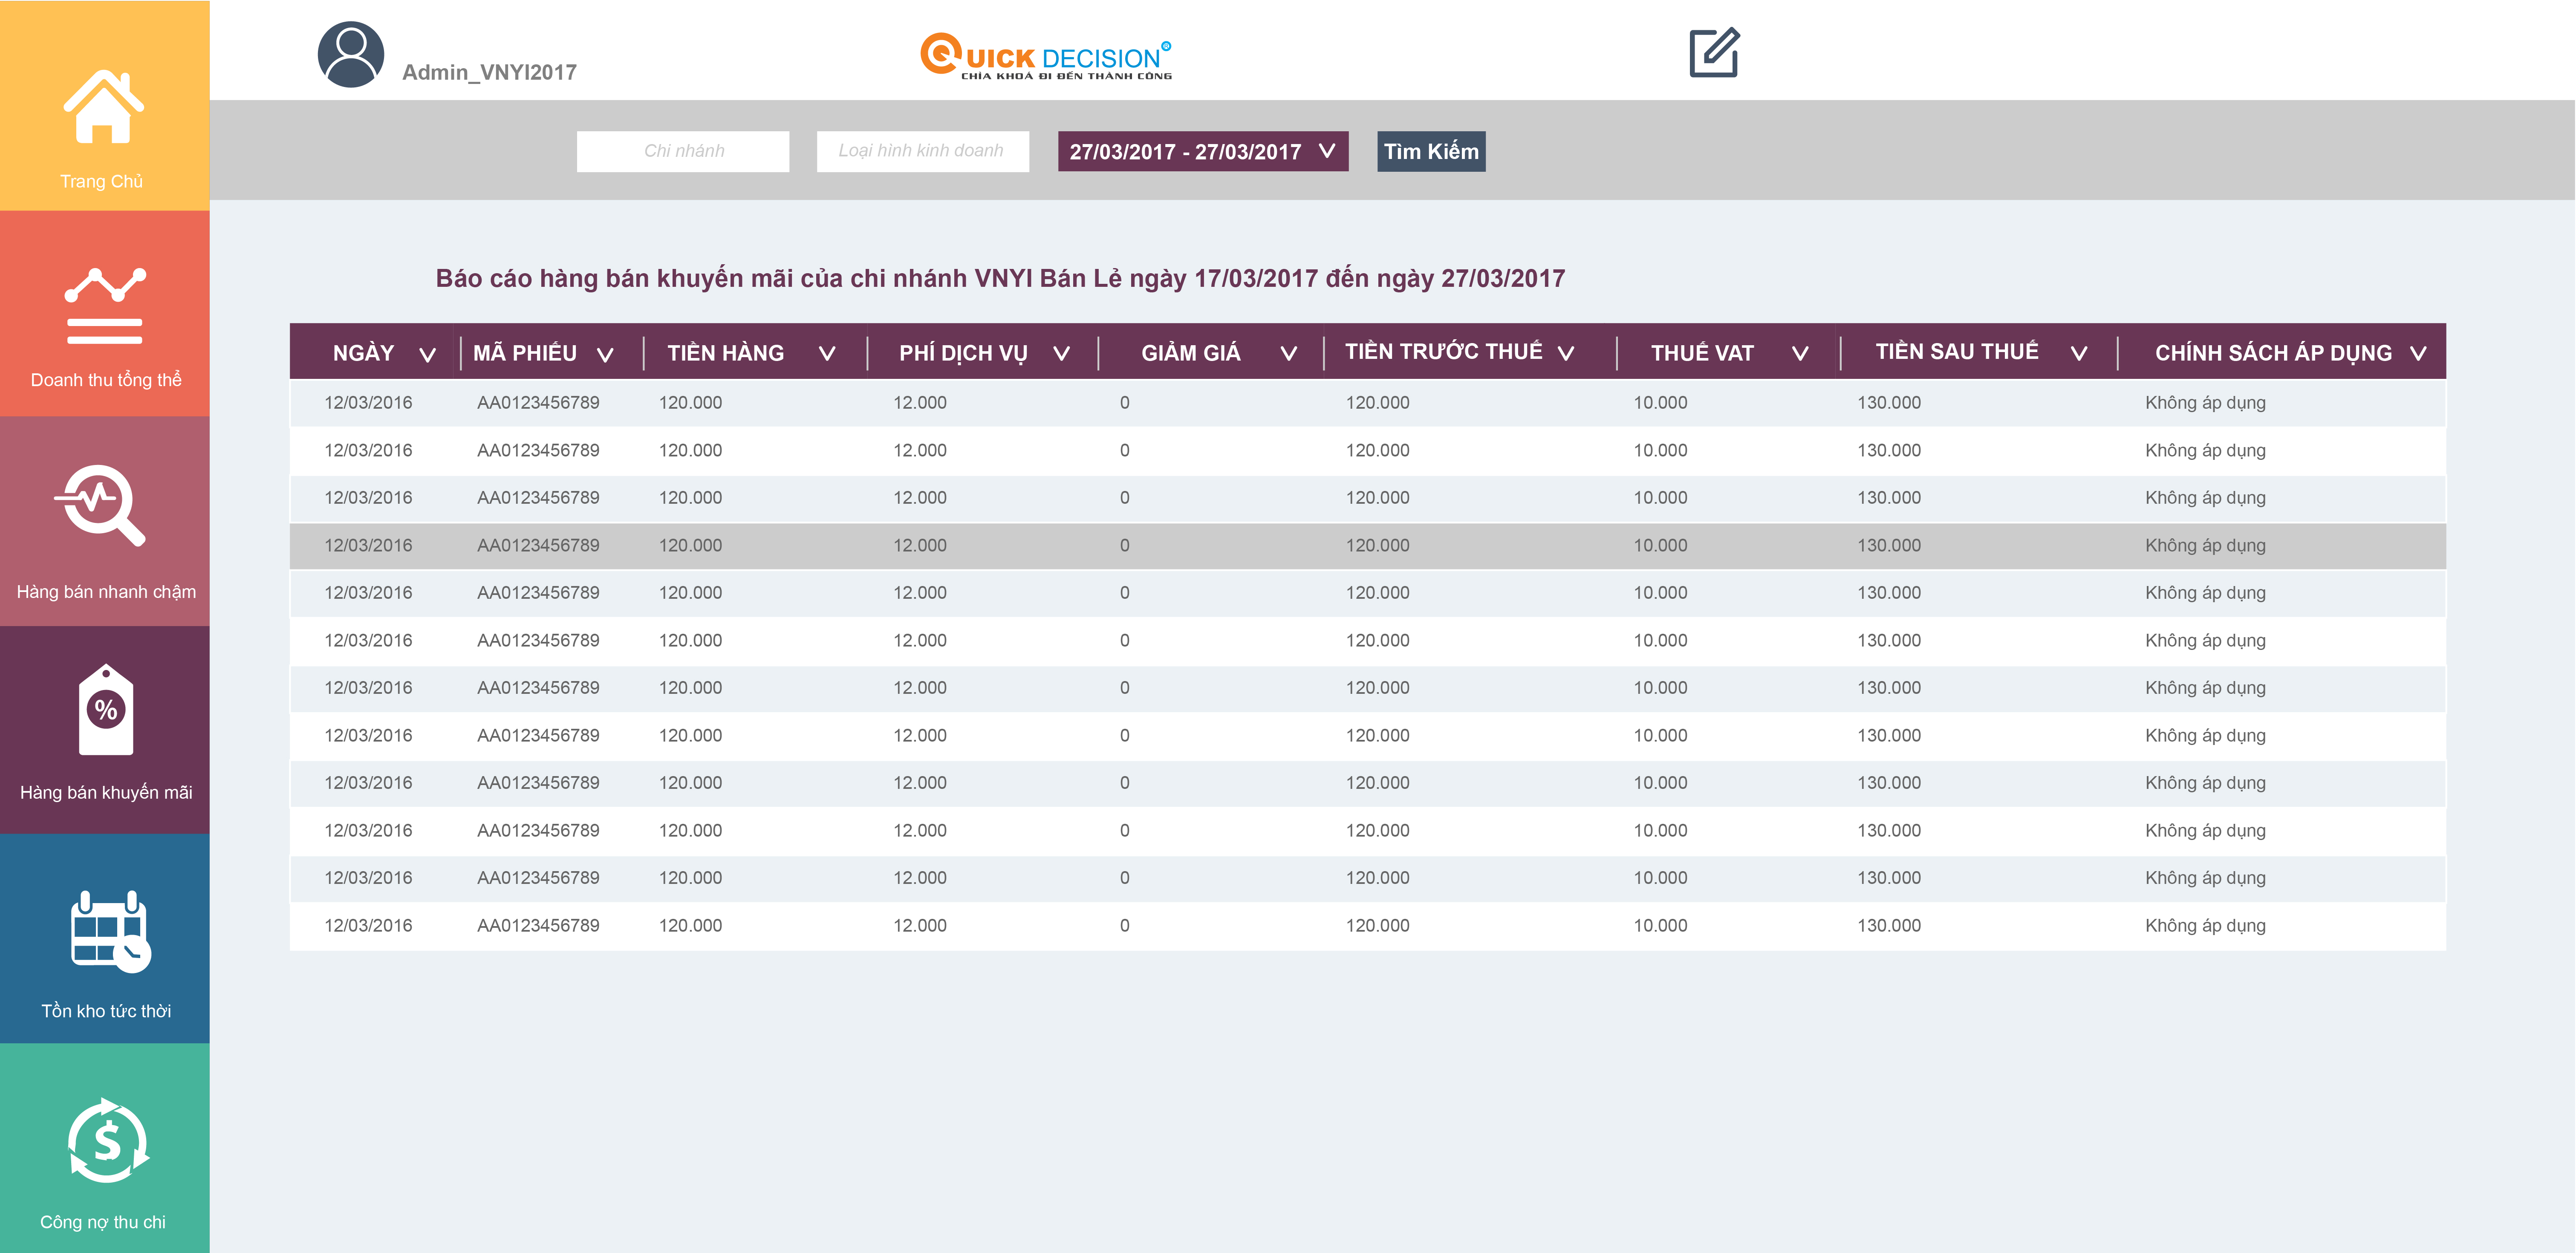 Admin_VNYI2017
QUICK DECISION®
CHÌA KHOÁ ĐI ĐẾN THÀNH CÔNG
Chi nhánh
Loại hình kinh doanh
27/03/2017 - 27/03/2017
Tìm Kiếm
Trang Chủ
Doanh thu tổng thể
Hàng bán nhanh chậm
%
Hàng bán khuyến mãi
Tồn kho tức thời
$
Công nợ thu chi
Báo cáo hàng bán khuyến mãi của chi nhánh VNYI Bán Lẻ ngày 17/03/2017 đến ngày 27/03/2017
NGÀY MÃ PHIẾU TIỀN HÀNG PHÍ DỊCH VỤ GIẢM GIÁ TIỀN TRƯỚC THUẾ THUẾ VAT TIỀN SAU THUẾ CHÍNH SÁCH ÁP DỤNG
12/03/2016 AA0123456789 120.000 12.000 0 120.000 10.000 130.000 Không áp dụng
12/03/2016 AA0123456789 120.000 12.000 0 120.000 10.000 130.000 Không áp dụng
12/03/2016 AA0123456789 120.000 12.000 0 120.000 10.000 130.000 Không áp dụng
12/03/2016 AA0123456789 120.000 12.000 0 120.000 10.000 130.000 Không áp dụng
12/03/2016 AA0123456789 120.000 12.000 0 120.000 10.000 130.000 Không áp dụng
12/03/2016 AA0123456789 120.000 12.000 0 120.000 10.000 130.000 Không áp dụng
12/03/2016 AA0123456789 120.000 12.000 0 120.000 10.000 130.000 Không áp dụng
12/03/2016 AA0123456789 120.000 12.000 0 120.000 10.000 130.000 Không áp dụng
12/03/2016 AA0123456789 120.000 12.000 0 120.000 10.000 130.000 Không áp dụng
12/03/2016 AA0123456789 120.000 12.000 0 120.000 10.000 130.000 Không áp dụng
12/03/2016 AA0123456789 120.000 12.000 0 120.000 10.000 130.000 Không áp dụng
12/03/2016 AA0123456789 120.000 12.000 0 120.000 10.000 130.000 Không áp dụng